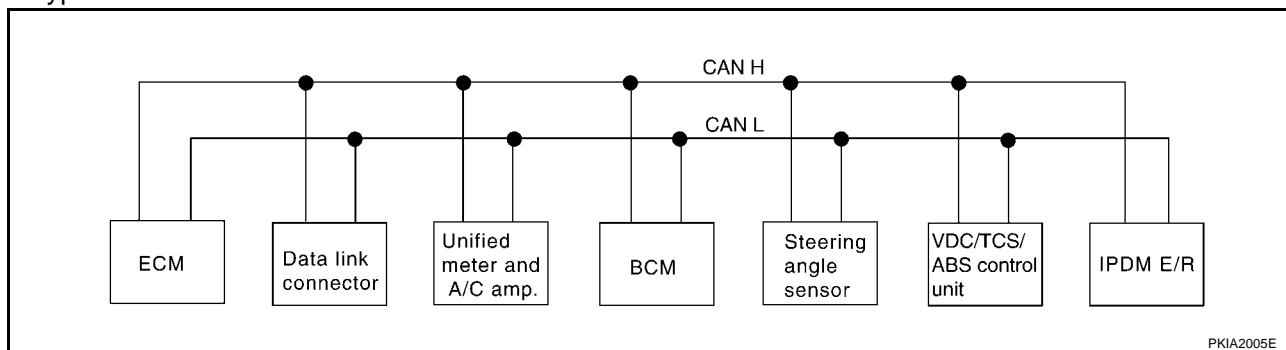 CAN H
CAN L
ECM
Data link
connector
Unified
meter and
A/C amp.
BCM
Steering
angle
sensor
VDC/TCS/
ABS control
unit
IPDM E/R
PKIA2005E